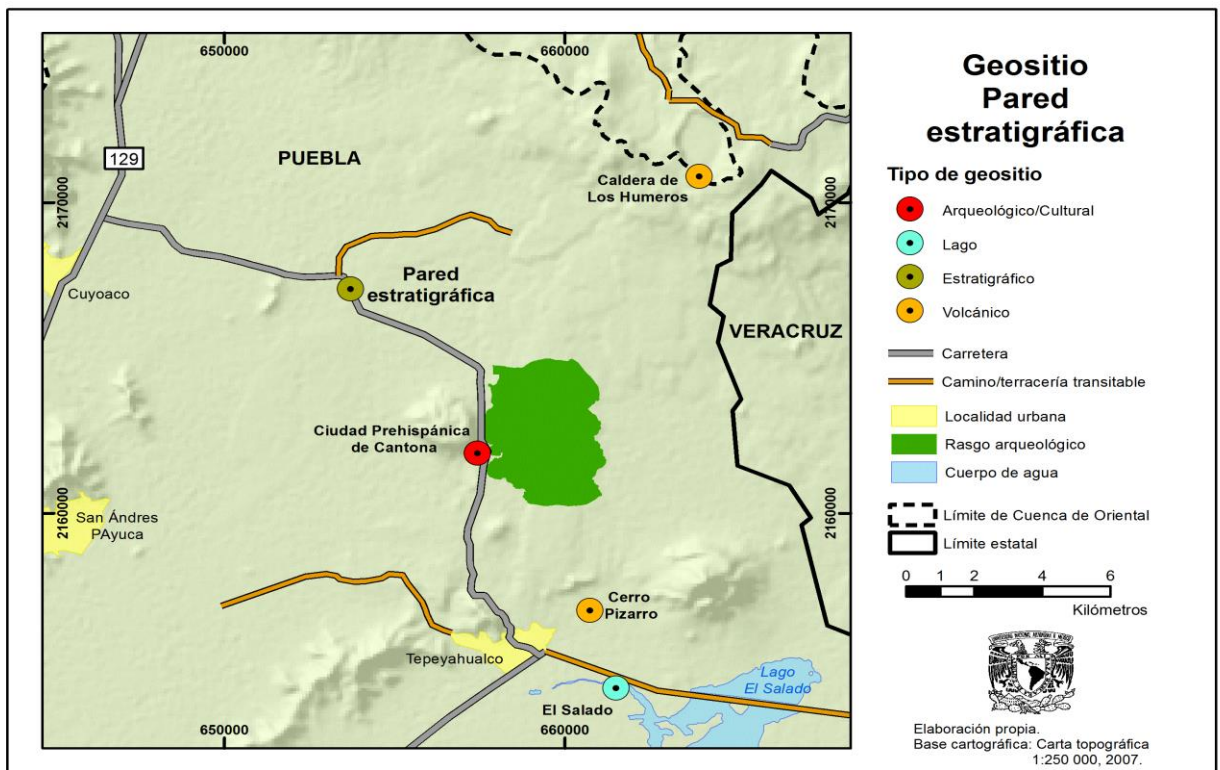 650000
660000
Geositio
Pared
estratigráfica
129
PUEBLA
Caldera de
Los Humeros
2170000
2170000
Tipo de geositio
Arqueológico/Cultural
Lago
Estratigráfico
Volcánico
Pared
estratigráfica
Cuyoaco
VERACRUZ
Carretera
Camino/terracería transitable
Localidad urbana
Rasgo arqueológico
Cuerpo de agua
Ciudad Prehispánica
de Cantona
2160000
2160000
San Ándres
PAyuca
Límite de Cuenca de Oriental
Límite estatal
0 1 2 4 6
Kilómetros
Cerro
Pizarro
Tepeyahualco
Lago
El Salado
El Salado
650000
660000
Elaboración propia.
Base cartográfica: Carta topográfica
1:250 000, 2007.